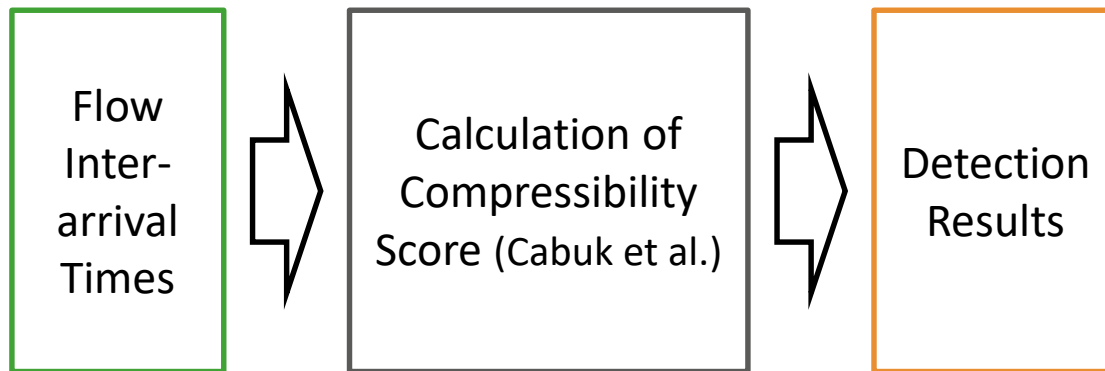 Flow
Inter-
arrival
Times
Calculation of
Compressibility
Score (Cabuk et al.)
Detection
Results